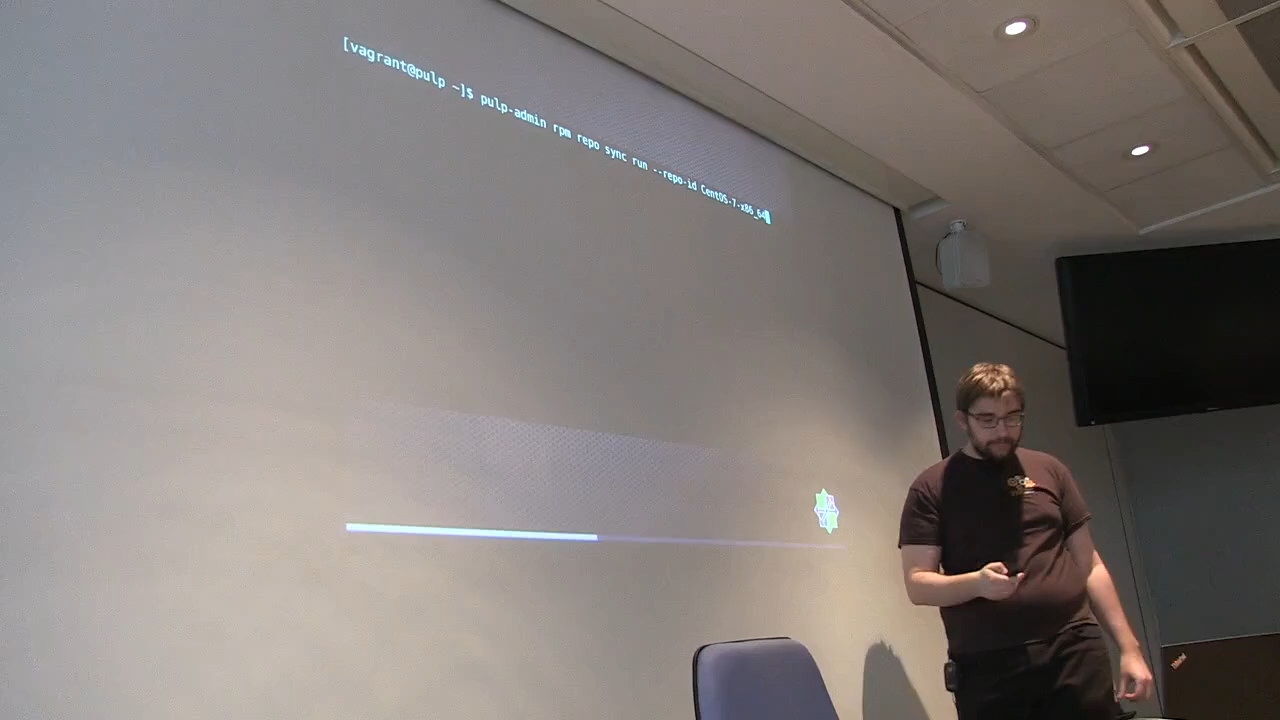 [vagrant@pulp ~]$ pulp-admin rpm repo sync run --repo-id CentOS-7-x86_64